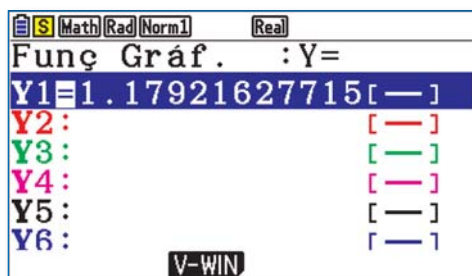 S Math Rad Norm1 Real
Funç Gráf. :Y=
Y1=1.17921627715[—]
Y2: [—]
Y3: [—]
Y4: [—]
Y5: [—]
Y6: [—]
V-WIN